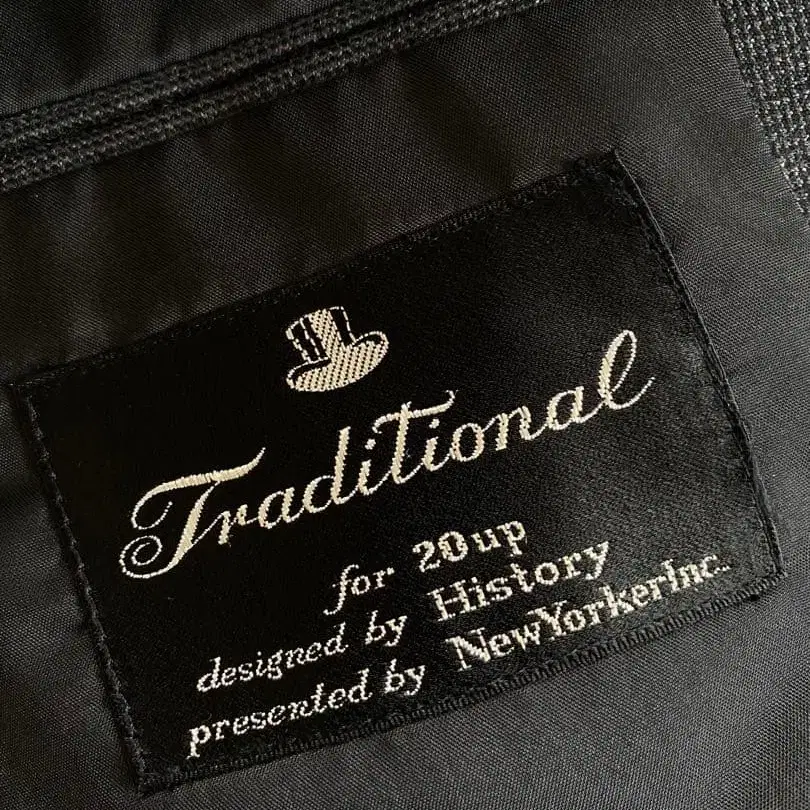 Traditional
for 20up
designed by History
presented by NewYorkerInc.